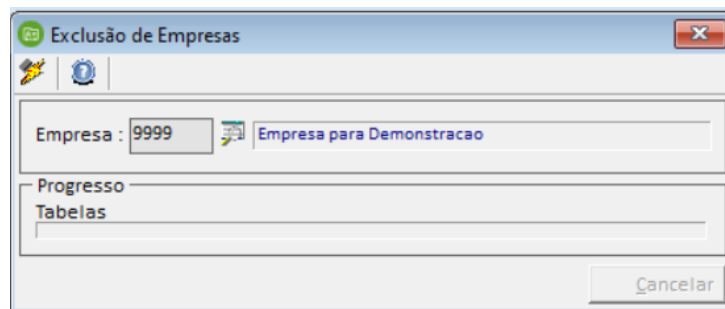 Exclusão de Empresas
Empresa : 9999 Empresa para Demonstracao
Progresso
Tabelas
Cancelar